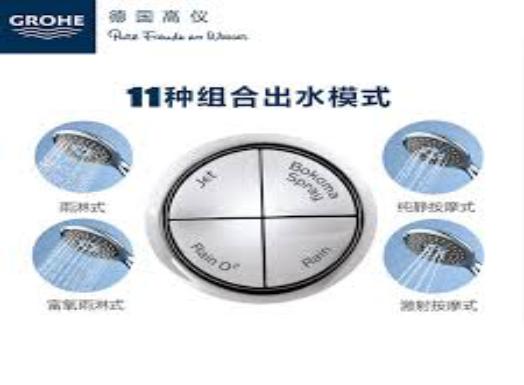 GROHE
德国高仪
Pure Freude an Wasser
11种组合出水模式
Jet
Bokoma
Spray
Rain O²
Rain
雨淋式
纯静按摩式
富氧雨淋式
激射按摩式